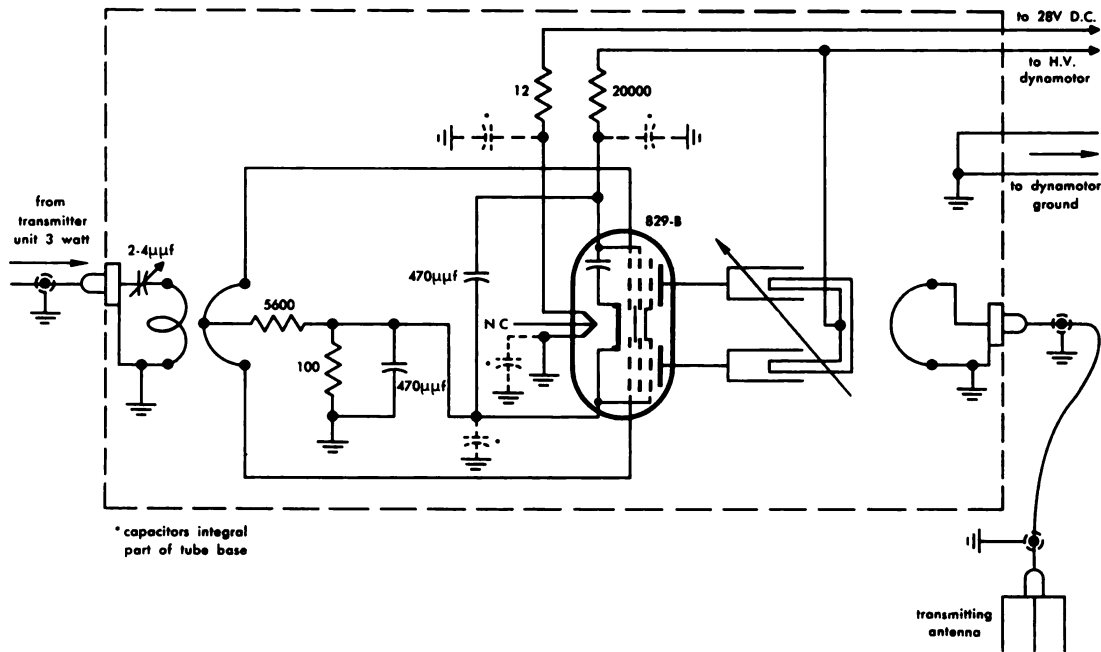 to 28V D.C.
to H.V.
dynamotor
12
20000
*
*
to dynamotor
ground
from
transmitter
unit 3 watt
829-B
2-4µµf
470µµf
5600
NC
100
470µµf
*
*
* capacitors integral
part of tube base
transmitting
antenna